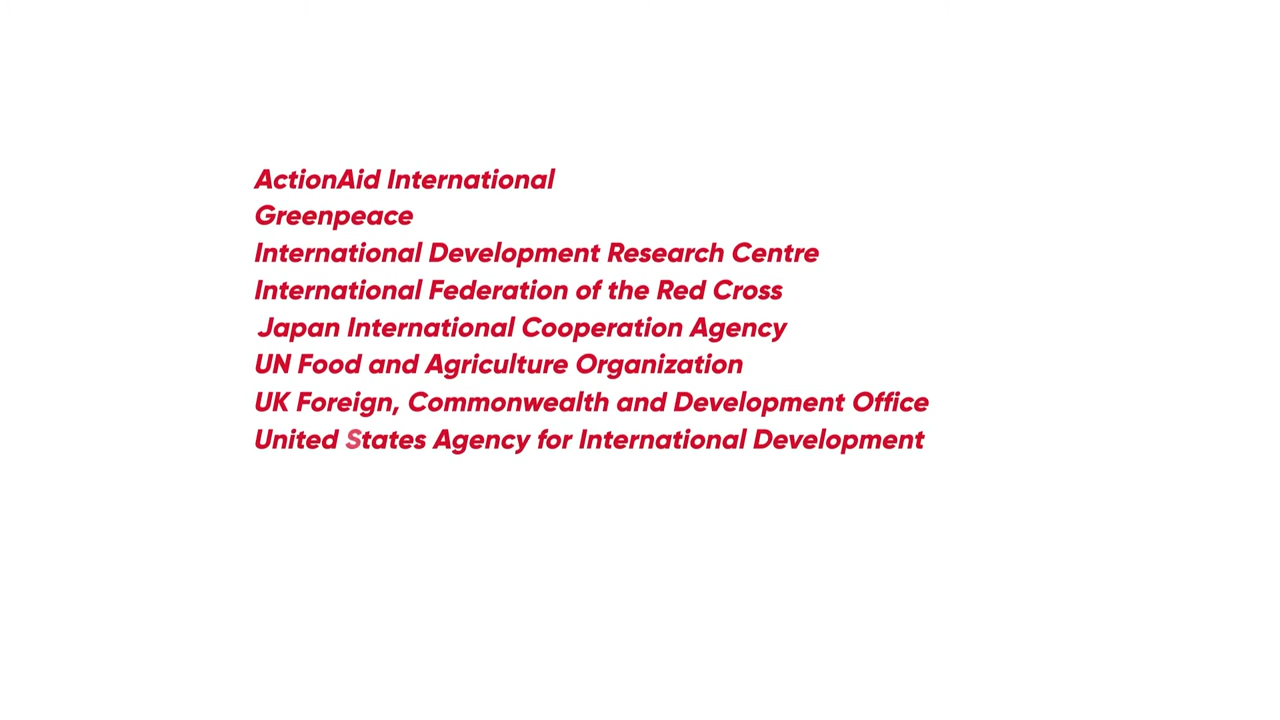 ActionAid International
Greenpeace
International Development Research Centre
International Federation of the Red Cross
Japan International Cooperation Agency
UN Food and Agriculture Organization
UK Foreign, Commonwealth and Development Office
United States Agency for International Development